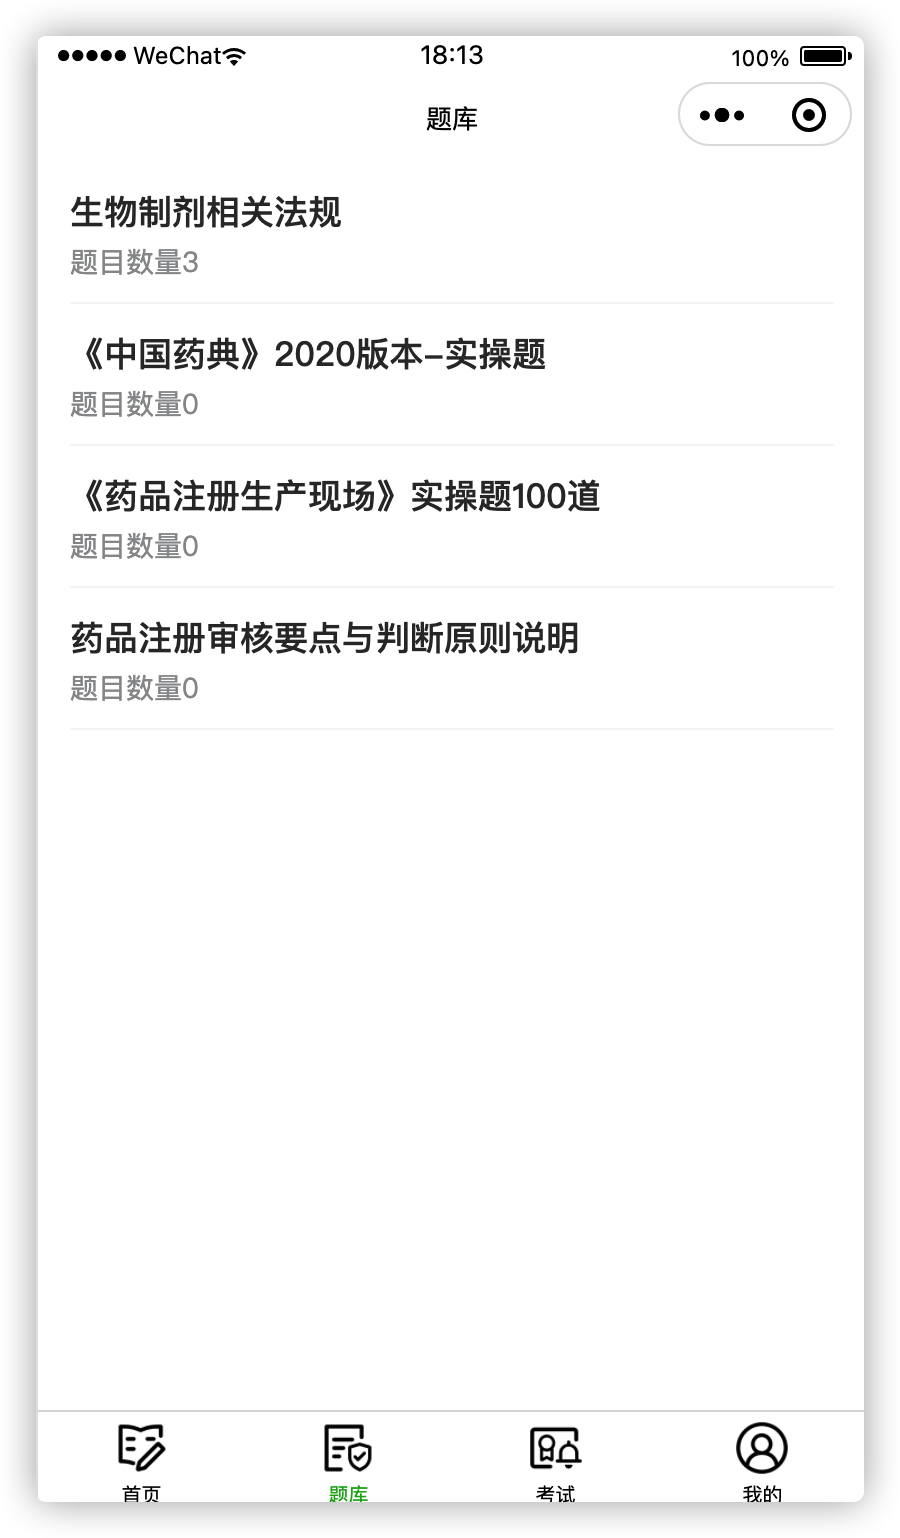 WeChat
18:13
100%
题库
生物制剂相关法规
题目数量3
《中国药典》2020版本-实操题
题目数量0
《药品注册生产现场》实操题100道
题目数量0
药品注册审核要点与判断原则说明
题目数量0
首页
题库
考试
我的